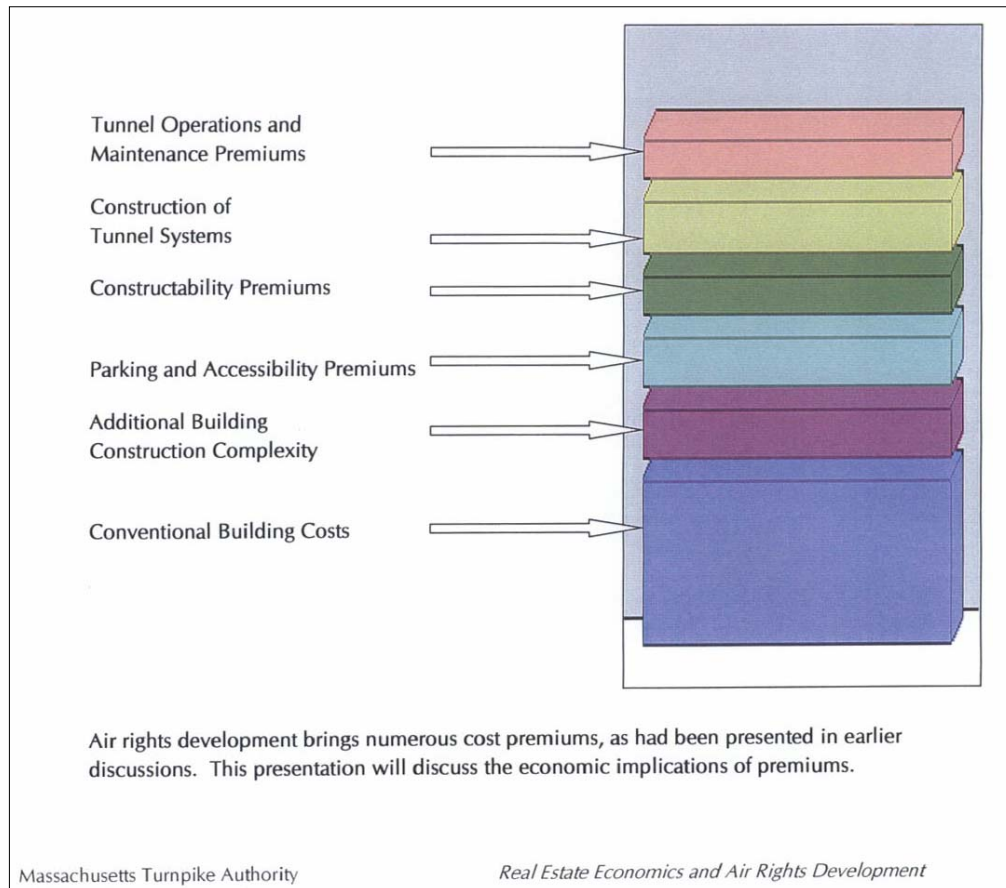 Tunnel Operations and
Maintenance Premiums
Construction of
Tunnel Systems
Constructability Premiums
Parking and Accessibility Premiums
Additional Building
Construction Complexity
Conventional Building Costs
Air rights development brings numerous cost premiums, as had been presented in earlier
discussions. This presentation will discuss the economic implications of premiums.
Massachusetts Turnpike Authority
Real Estate Economics and Air Rights Development